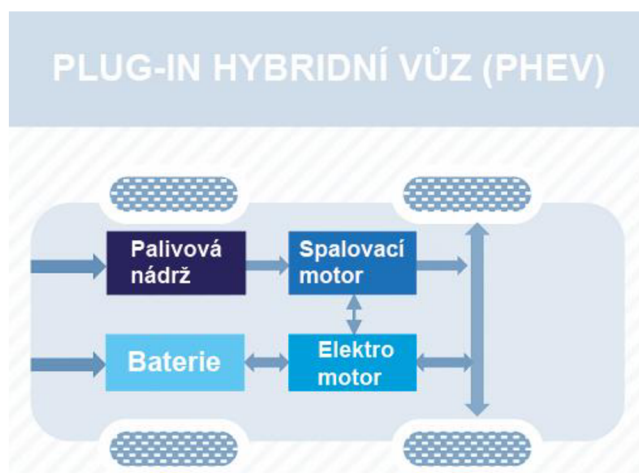 PLUG-IN HYBRIDNÍ VŮZ (PHEV)
Palivová
nádrž
Spalovací
motor
Baterie
Elektro
motor